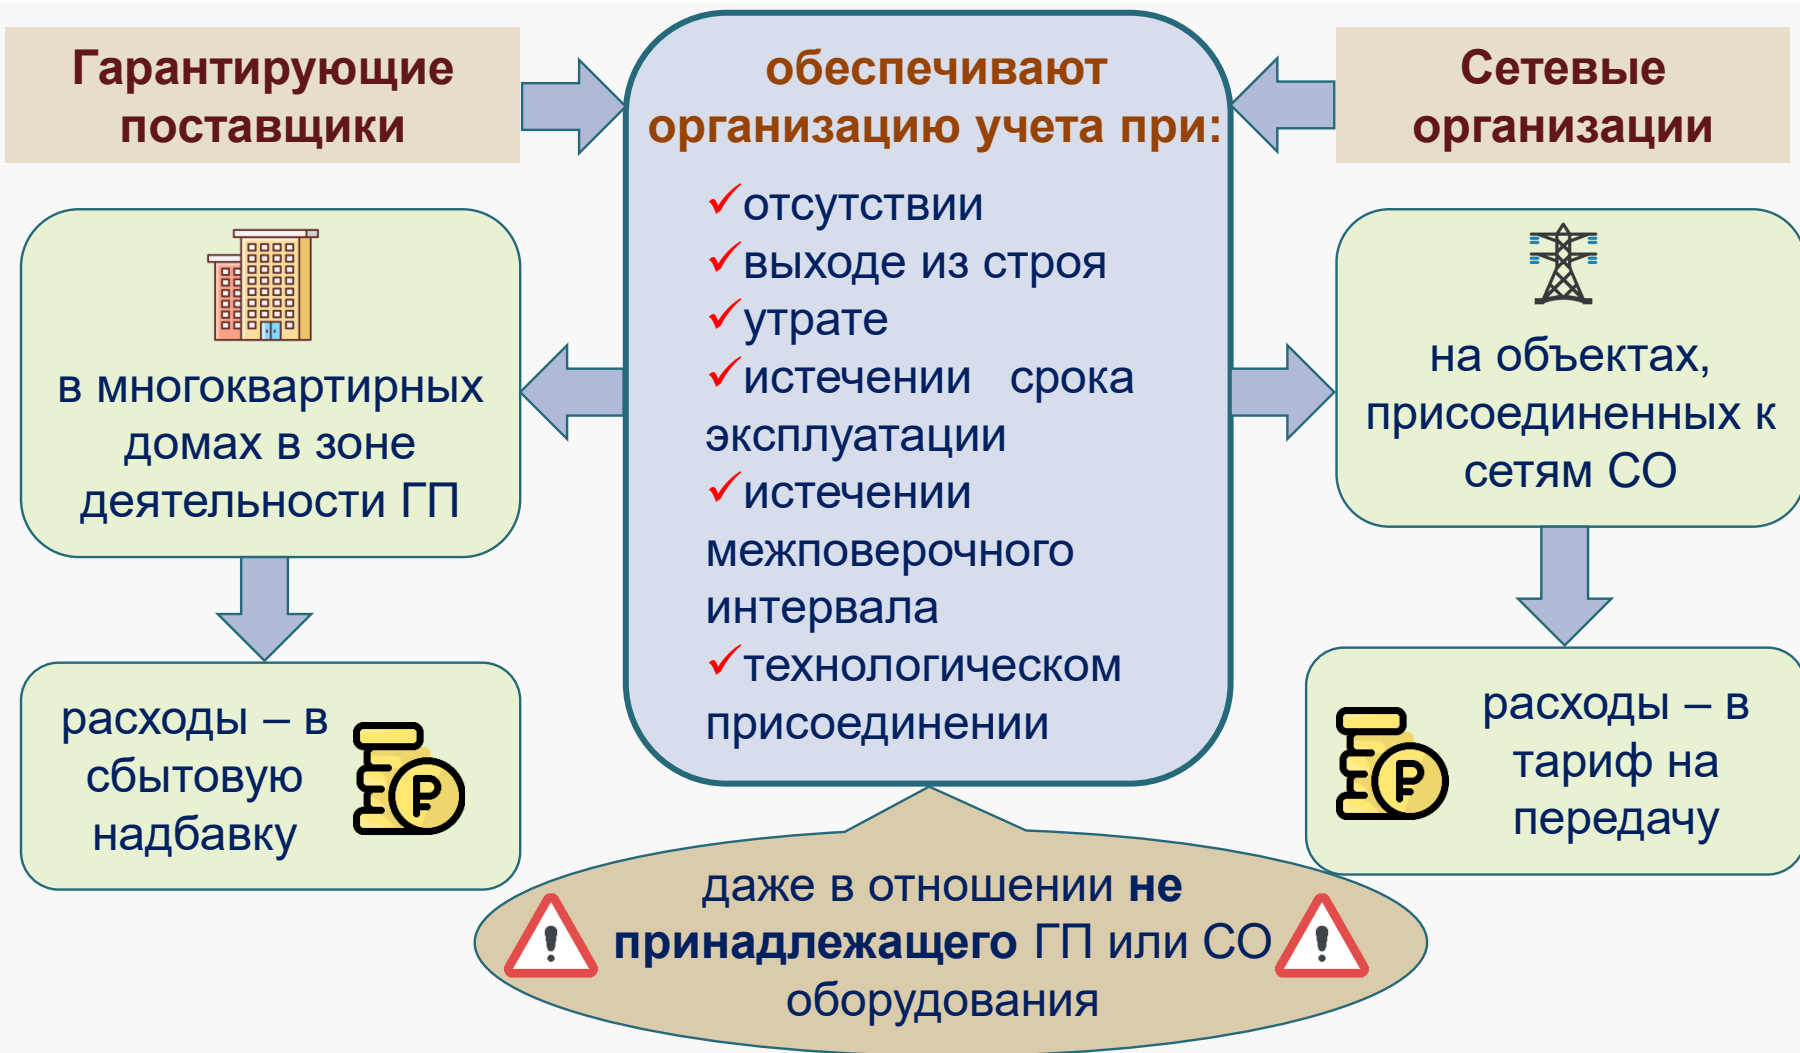 Гарантирующие
поставщики
обеспечивают
организацию учета при:
Сетевые
организации
отсутствии
выходе из строя
утрате
истечении срока
эксплуатации
истечении
межповерочного
интервала
технологическом
присоединении
в многоквартирных
домах в зоне
деятельности ГП
на объектах,
присоединенных к
сетям СО
расходы – в
сбытовую
надбавку
расходы – в
тариф на
передачу
даже в отношении не
принадлежащего ГП или СО
оборудования